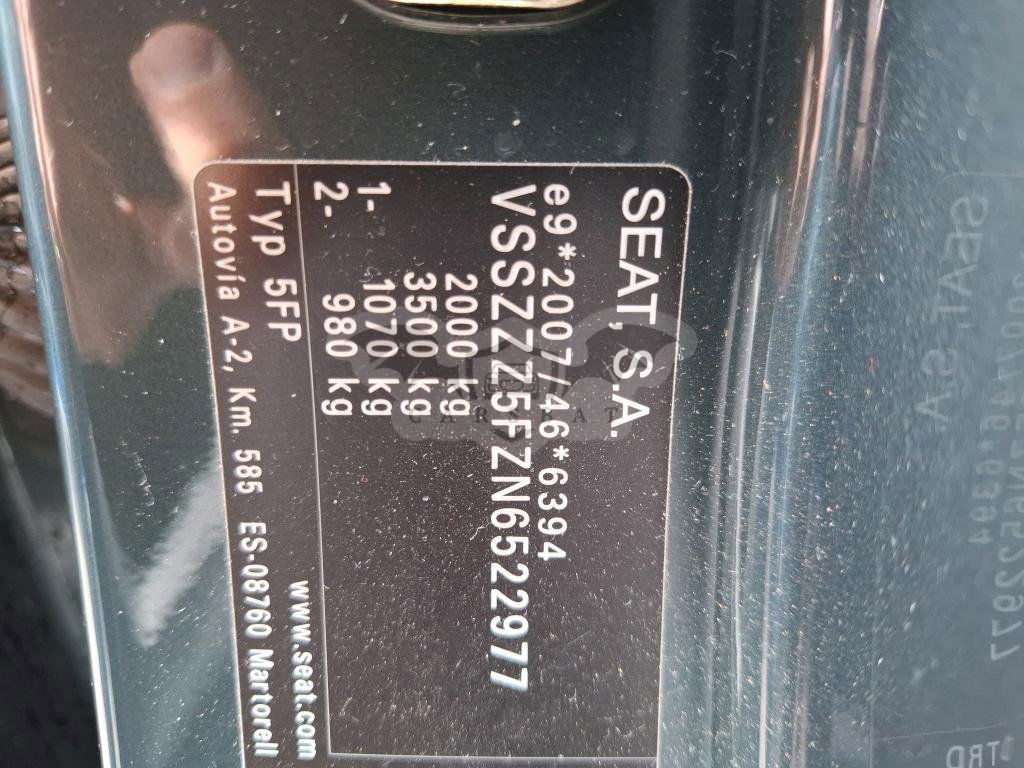 SEAT, S.A.
e9*2007/46*6394
VSSZZZ5FZN6522977
2000 kg
3500 kg
1- 1070 kg
2- 980 kg
www.seat.com
Typ 5FP
Autovía A-2, Km. 585 ES-08760 Martorell